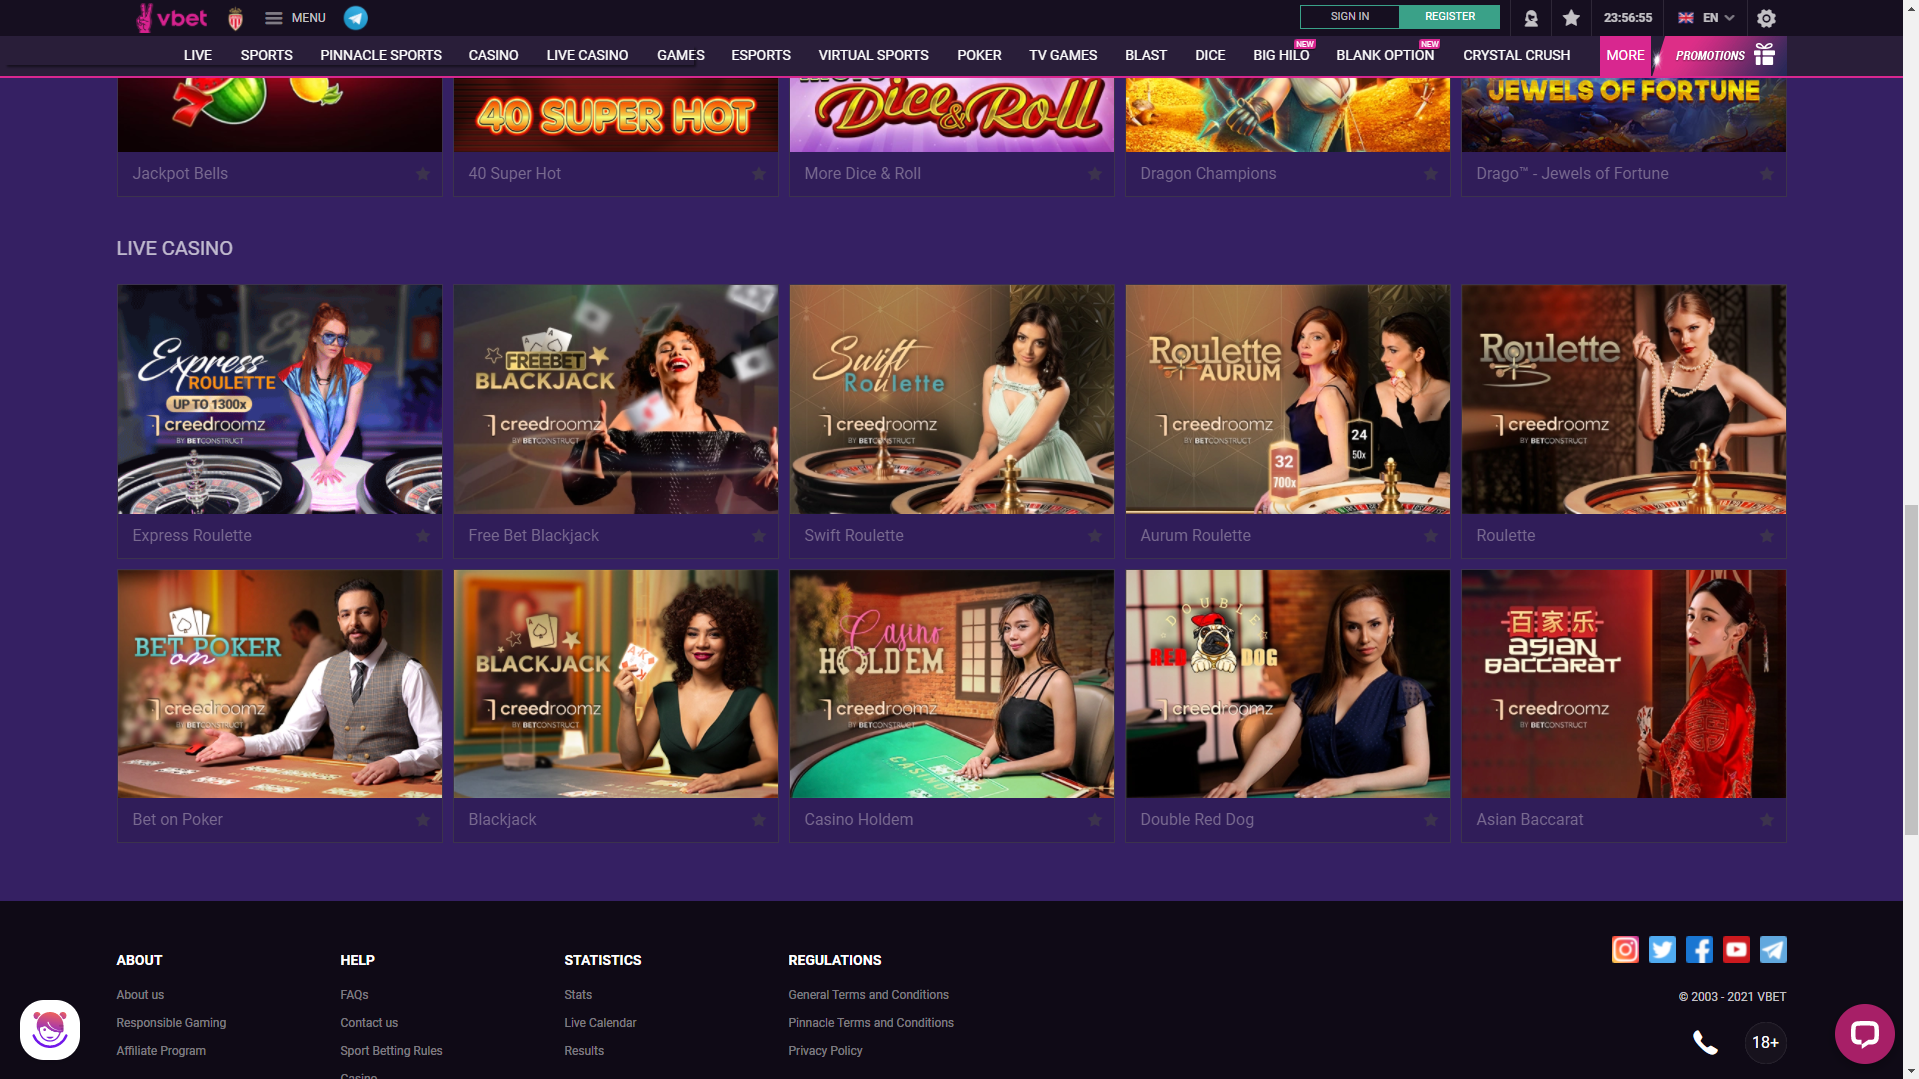 vbet
MENU
SIGN IN
REGISTER
23:56:55
EN
LIVE
SPORTS
PINNACLE SPORTS
CASINO
LIVE CASINO
GAMES
ESPORTS
VIRTUAL SPORTS
POKER
TV GAMES
BLAST
DICE
BIG HILO
NEW
BLANK OPTION
NEW
CRYSTAL CRUSH
MORE
PROMOTIONS
40 SUPER HOT
Dice & Roll
JEWELS OF FORTUNE
Jackpot Bells
40 Super Hot
More Dice & Roll
Dragon Champions
Drago™ - Jewels of Fortune
LIVE CASINO
Express
ROULETTE
UP TO 1300x
creedroomz
BY BETCONSTRUCT
FREEBET
BLACKJACK
creedroomz
BY BETCONSTRUCT
Swift
Roulette
creedroomz
BY BETCONSTRUCT
Roulette
AURUM
creedroomz
BY BETCONSTRUCT
32
700x
24
50x
Roulette
creedroomz
BY BETCONSTRUCT
Express Roulette
Free Bet Blackjack
Swift Roulette
Aurum Roulette
Roulette
BET on POKER
creedroomz
BY BETCONSTRUCT
BLACKJACK
creedroomz
BY BETCONSTRUCT
Casino
HOLDEM
creedroomz
BY BETCONSTRUCT
DOUBLE
RED DOG
creedroomz
百家乐
ASIAN
BACCARAT
creedroomz
BY BETCONSTRUCT
Bet on Poker
Blackjack
Casino Holdem
Double Red Dog
Asian Baccarat
ABOUT
About us
Responsible Gaming
Affiliate Program
HELP
FAQs
Contact us
Sport Betting Rules
Casino
STATISTICS
Stats
Live Calendar
Results
REGULATIONS
General Terms and Conditions
Pinnacle Terms and Conditions
Privacy Policy
© 2003 - 2021 VBET
18+